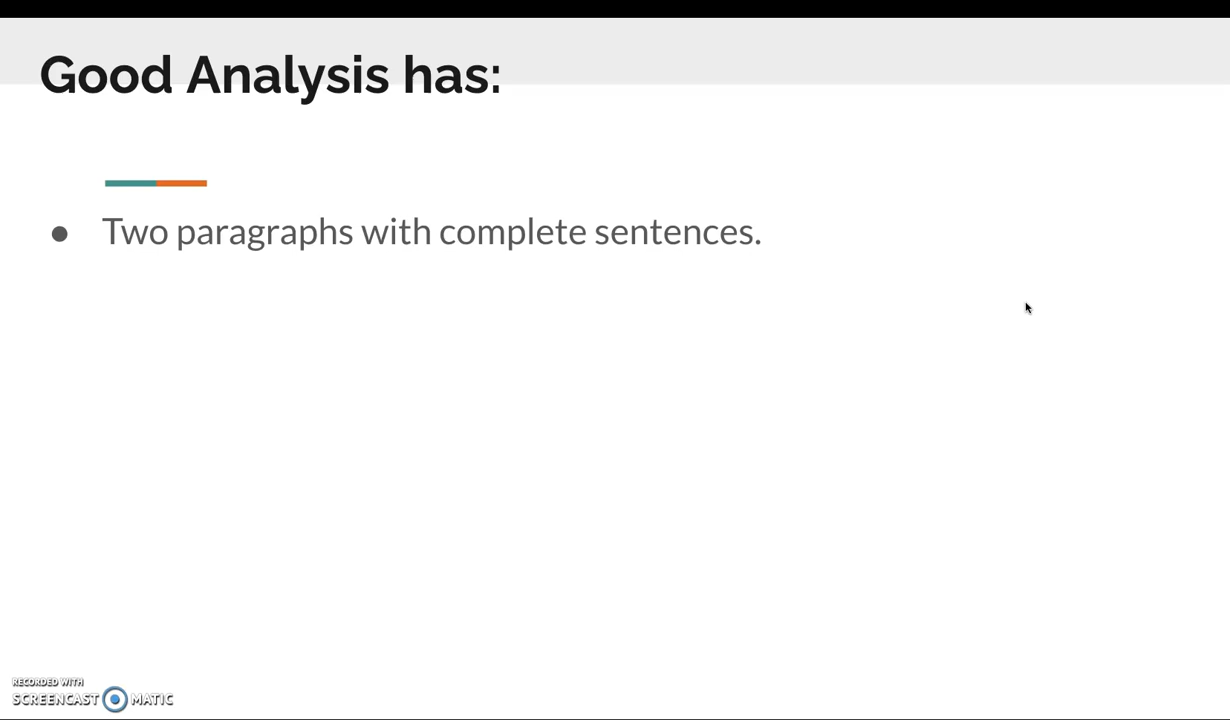 Good Analysis has:
● Two paragraphs with complete sentences.
RECORDED WITH
SCREENCAST MATIC